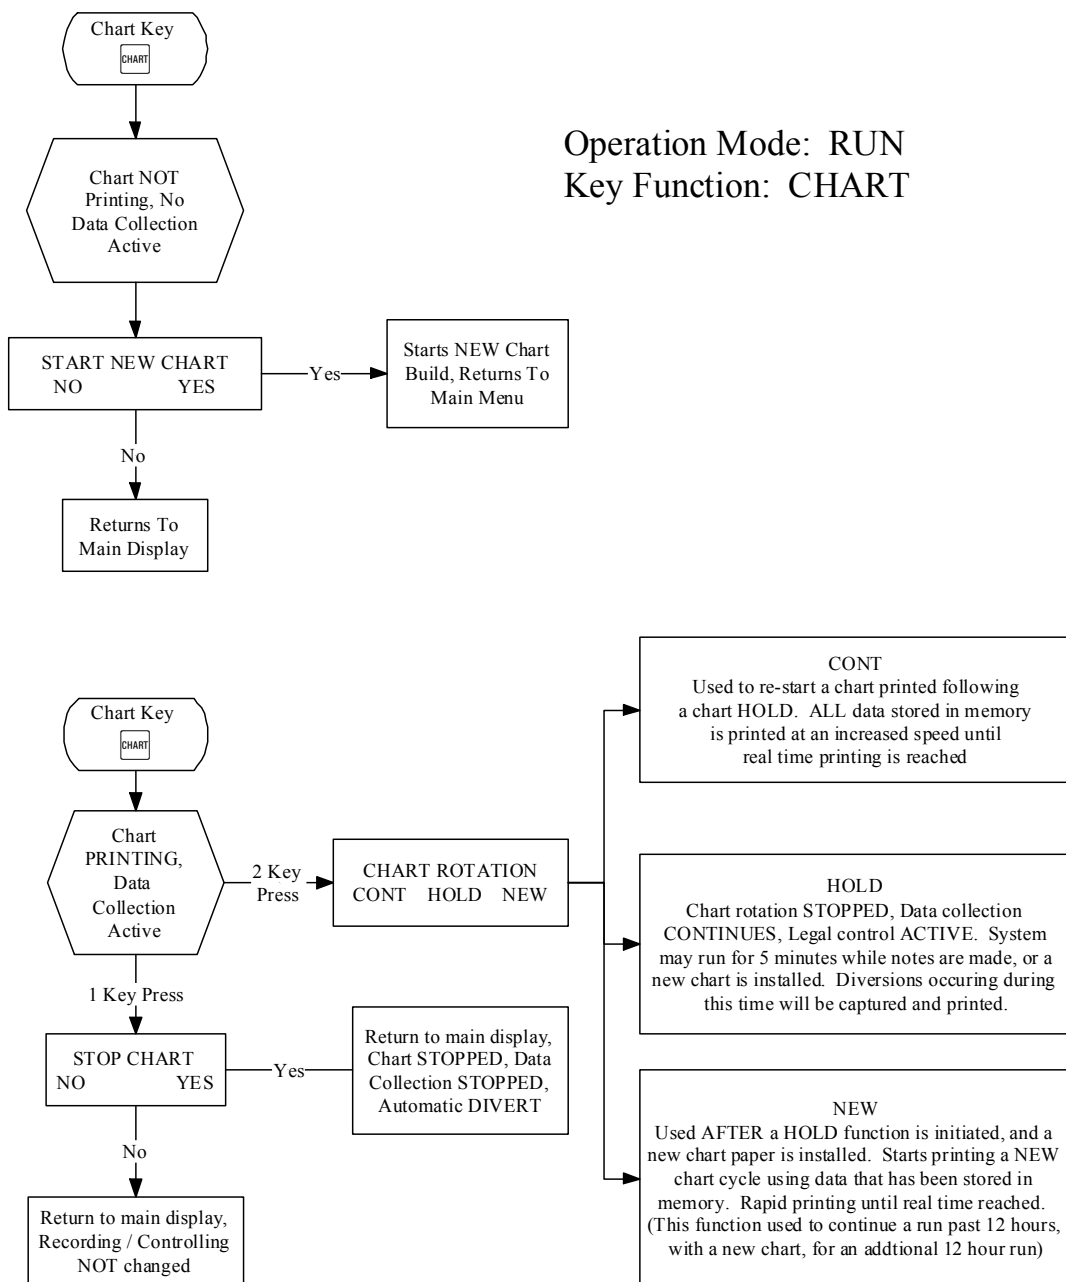 Chart Key
CHART
Operation Mode: RUN
Key Function: CHART
Chart NOT
Printing, No
Data Collection
Active
START NEW CHART
NO YES
Yes
Starts NEW Chart
Build, Returns To
Main Menu
No
Returns To
Main Display
Chart Key
CHART
Chart
PRINTING,
Data
Collection
Active
2 Key
Press
CHART ROTATION
CONT HOLD NEW
CONT
Used to re-start a chart printed following
a chart HOLD. ALL data stored in memory
is printed at an increased speed until
real time printing is reached
HOLD
Chart rotation STOPPED, Data collection
CONTINUES, Legal control ACTIVE. System
may run for 5 minutes while notes are made, or a
new chart is installed. Diversions occuring during
this time will be captured and printed.
NEW
Used AFTER a HOLD function is initiated, and a
new chart paper is installed. Starts printing a NEW
chart cycle using data that has been stored in
memory. Rapid printing until real time reached.
(This function used to continue a run past 12 hours,
with a new chart, for an addtional 12 hour run)
1 Key Press
STOP CHART
NO YES
Yes
Return to main display,
Chart STOPPED, Data
Collection STOPPED,
Automatic DIVERT
No
Return to main display,
Recording / Controlling
NOT changed